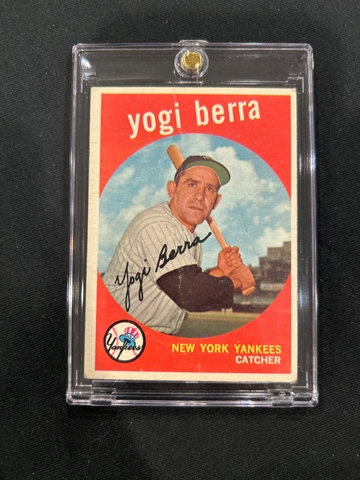 yogi berra
Yogi Berra
Yankees
NEW YORK YANKEES
CATCHER